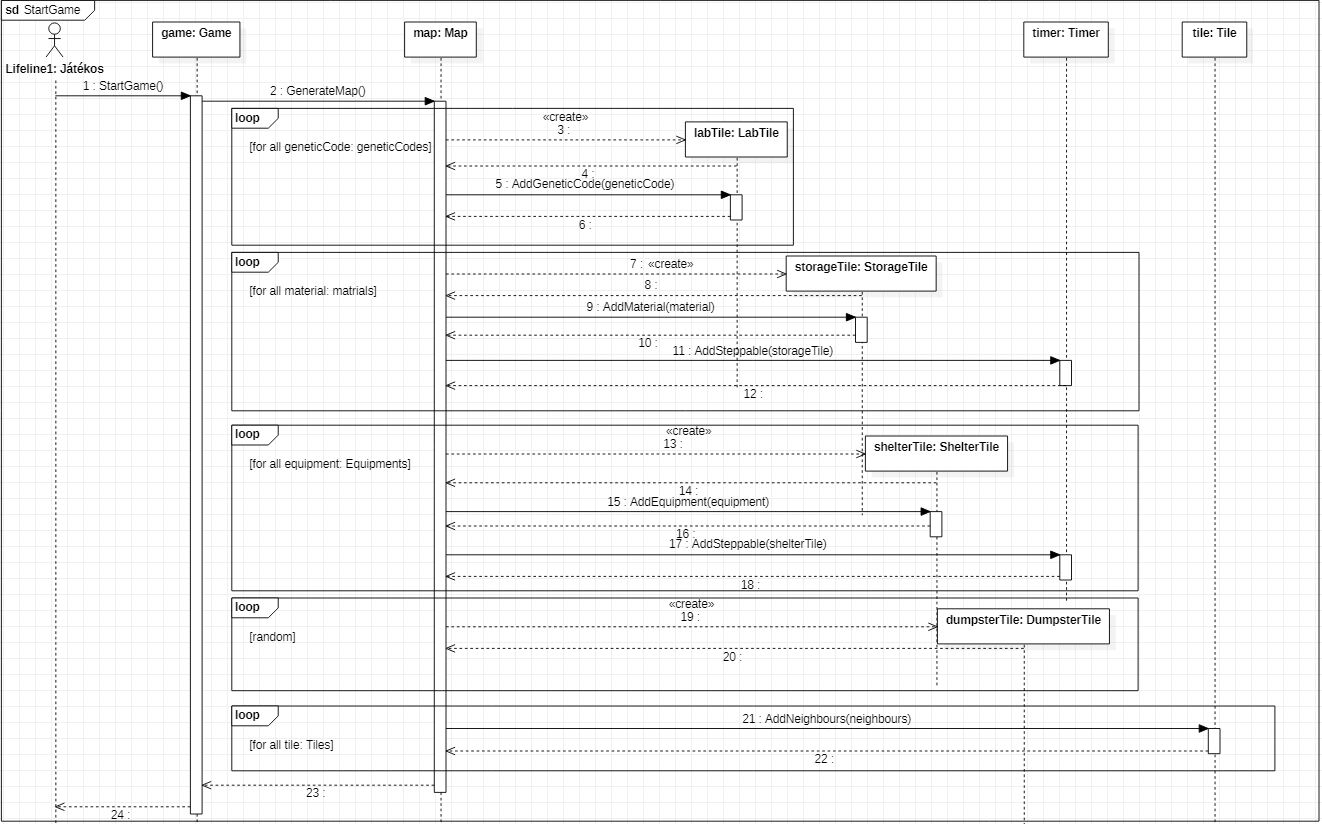 sd StartGame
game: Game
map: Map
timer: Timer
tile: Tile
Lifeline1: Játékos
1 : StartGame()
2 : GenerateMap()
loop
[for all geneticCode: geneticCodes]
«create»
3 :
labTile: LabTile
4 :
5 : AddGeneticCode(geneticCode)
6 :
loop
[for all material: matrials]
7 : «create»
storageTile: StorageTile
8 :
9 : AddMaterial(material)
10 :
11 : AddSteppable(storageTile)
12 :
loop
[for all equipment: Equipments]
«create»
13 :
shelterTile: ShelterTile
14 :
15 : AddEquipment(equipment)
16 :
17 : AddSteppable(shelterTile)
18 :
loop
[random]
«create»
19 :
dumpsterTile: DumpsterTile
20 :
loop
[for all tile: Tiles]
21 : AddNeighbours(neighbours)
22 :
23 :
24 :